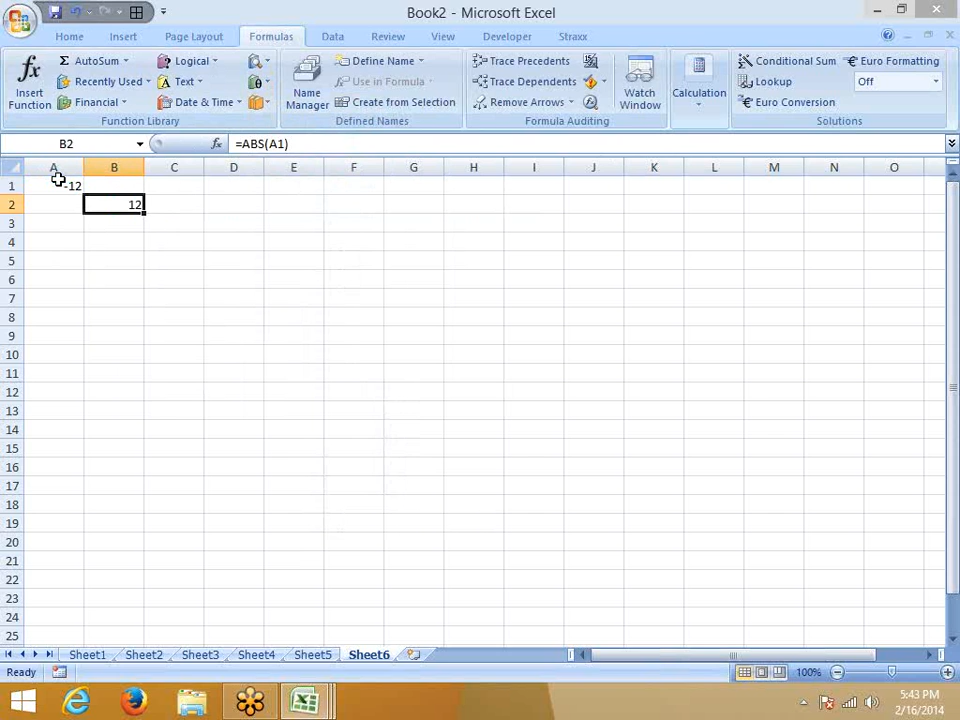 Book2 - Microsoft Excel
Home Insert Page Layout Formulas Data Review View Developer Straxx
fx Insert Function
Σ AutoSum
Recently Used
Financial
Logical
Text
Date & Time
Function Library
Name Manager
Define Name
Use in Formula
Create from Selection
Defined Names
Trace Precedents
Trace Dependents
Remove Arrows
Watch Window
Formula Auditing
Calculation
Conditional Sum
Lookup
Euro Conversion
Euro Formatting
Off
Solutions
B2 fx =ABS(A1)
A B C D E F G H I J K L M N O
1 -12
2 12
3
4
5
6
7
8
9
10
11
12
13
14
15
16
17
18
19
20
21
22
23
24
25
Sheet1 Sheet2 Sheet3 Sheet4 Sheet5 Sheet6
Ready 100%
5:43 PM
2/16/2014